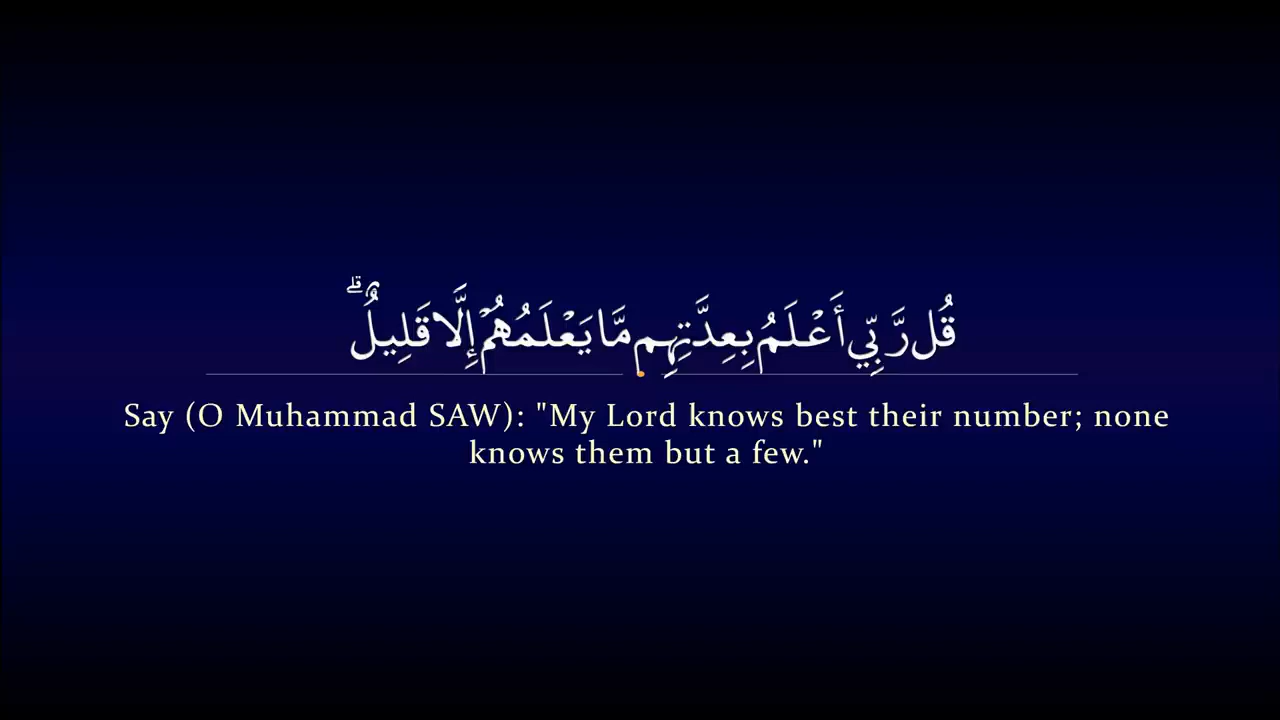 قُل رَّبِّي أَعْلَمُ بِعِدَّتِهِم مَّا يَعْلَمُهُمْ إِلَّا قَلِيلٌ ۗ
Say (O Muhammad SAW): "My Lord knows best their number; none
knows them but a few."